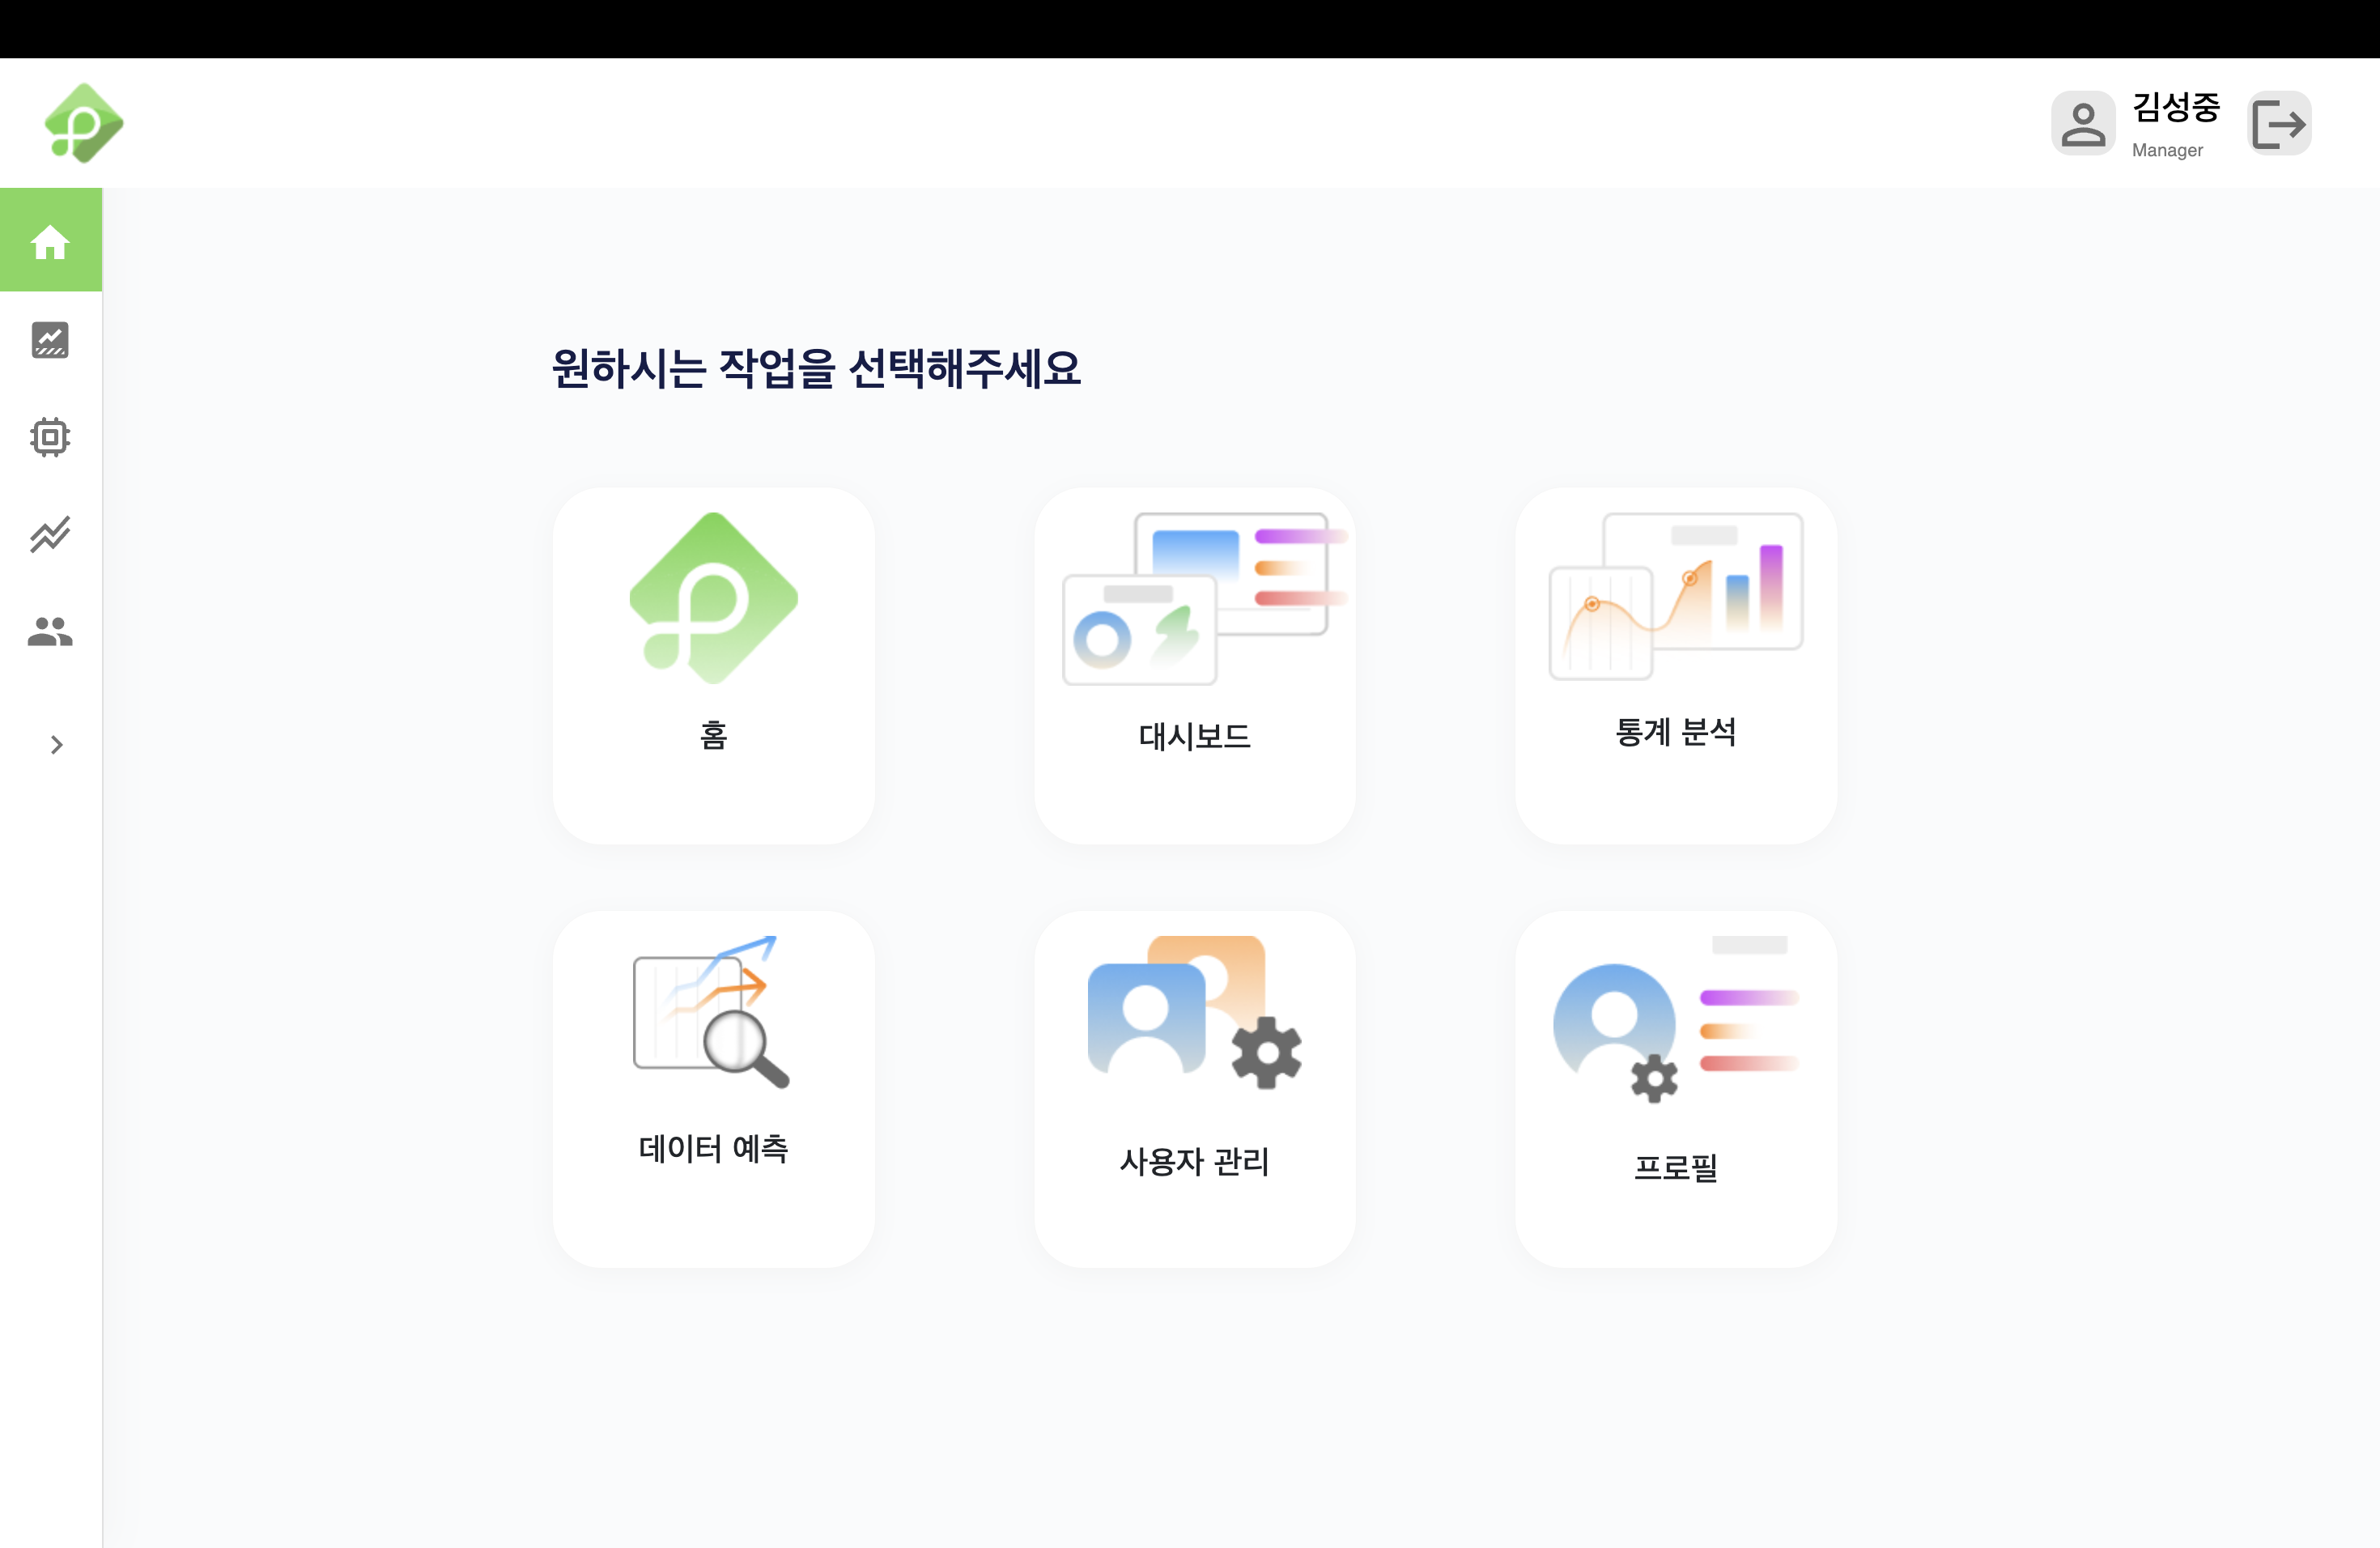 김성중
Manager
원하시는 작업을 선택해주세요
홈
대시보드
통계 분석
데이터 예측
사용자 관리
프로필